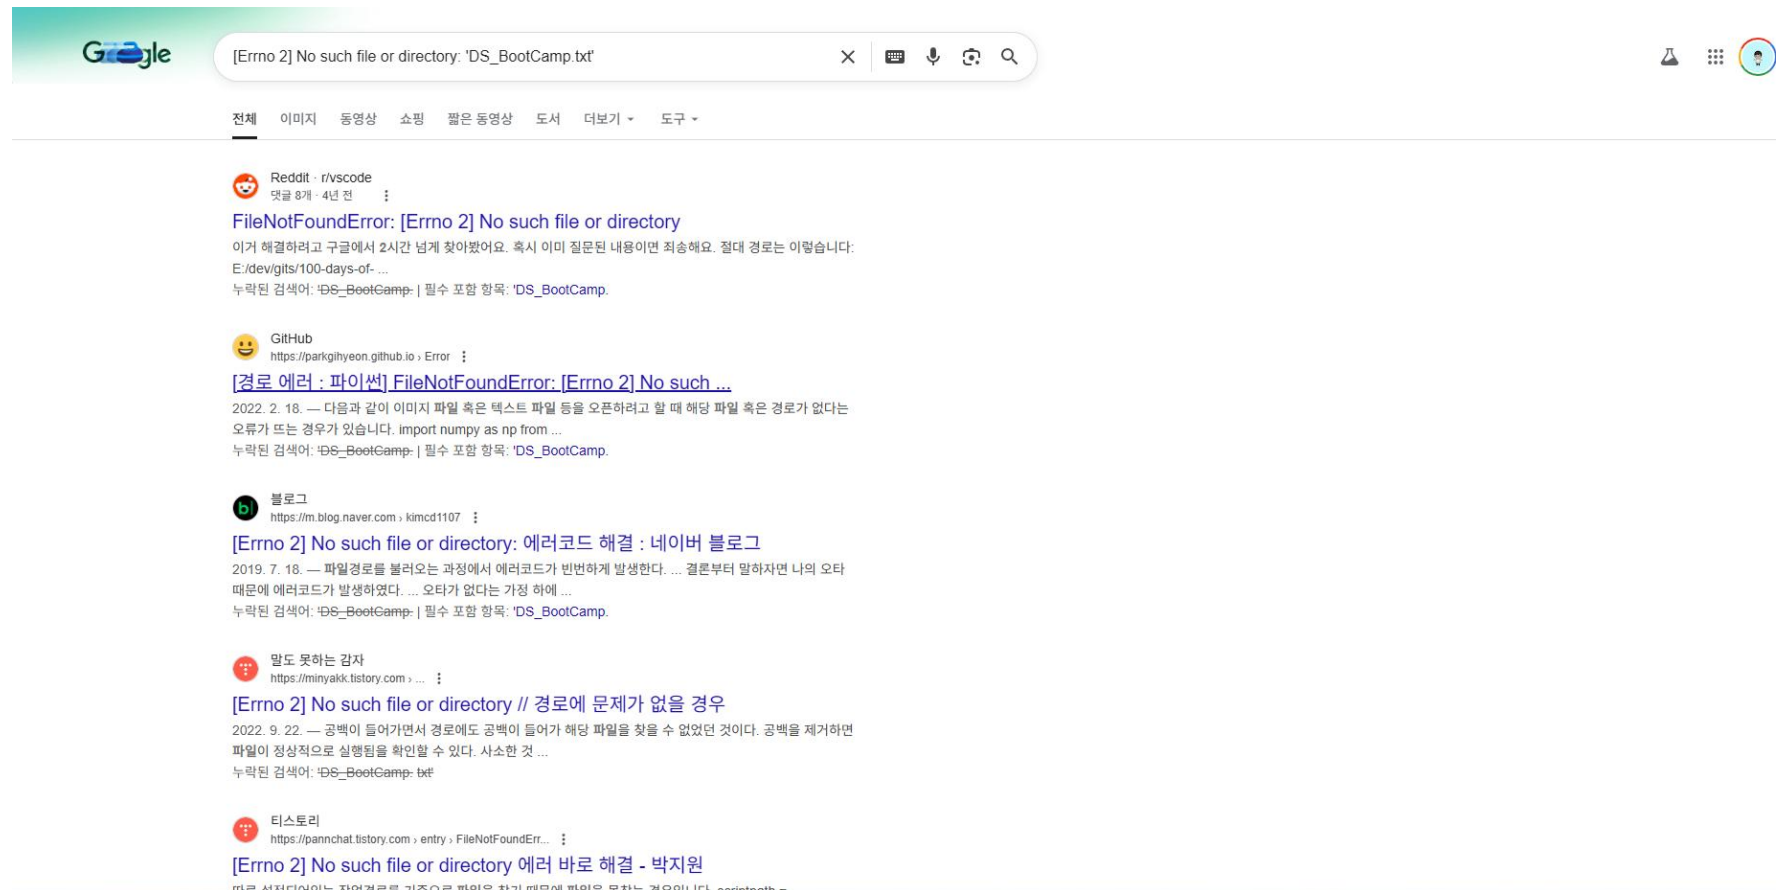 Google
[Errno 2] No such file or directory: 'DS_BootCamp.txt'
전체 이미지 동영상 쇼핑 짧은 동영상 도서 더보기 도구
Reddit · r/vscode
댓글 8개 · 4년 전
FileNotFoundError: [Errno 2] No such file or directory
이거 해결하려고 구글에서 2시간 넘게 찾아봤어요. 혹시 이미 질문된 내용이면 죄송해요. 절대 경로는 이렇습니다:
E:/dev/gits/100-days-of- ...
누락된 검색어: 'DS_BootCamp. | 필수 포함 항목: 'DS_BootCamp.
GitHub
https://parkgihyeon.github.io › Error
[경로 에러 : 파이썬] FileNotFoundError: [Errno 2] No such ...
2022. 2. 18. — 다음과 같이 이미지 파일 혹은 텍스트 파일 등을 오픈하려고 할 때 해당 파일 혹은 경로가 없다는
오류가 뜨는 경우가 있습니다. import numpy as np from ...
누락된 검색어: 'DS_BootCamp. | 필수 포함 항목: 'DS_BootCamp.
블로그
https://m.blog.naver.com › kimcd1107
[Errno 2] No such file or directory: 에러코드 해결 : 네이버 블로그
2019. 7. 18. — 파일경로를 불러오는 과정에서 에러코드가 빈번하게 발생한다. ... 결론부터 말하자면 나의 오타
때문에 에러코드가 발생하였다. ... 오타가 없다는 가정 하에 ...
누락된 검색어: 'DS_BootCamp. | 필수 포함 항목: 'DS_BootCamp.
말도 못하는 감자
https://minyakk.tistory.com › ...
[Errno 2] No such file or directory // 경로에 문제가 없을 경우
2022. 9. 22. — 공백이 들어가면서 경로에도 공백이 들어가 해당 파일을 찾을 수 없었던 것이다. 공백을 제거하면
파일이 정상적으로 실행됨을 확인할 수 있다. 사소한 것 ...
누락된 검색어: 'DS_BootCamp. txt'
티스토리
https://pannchat.tistory.com › entry › FileNotFoundErr...
[Errno 2] No such file or directory 에러 바로 해결 - 박지원